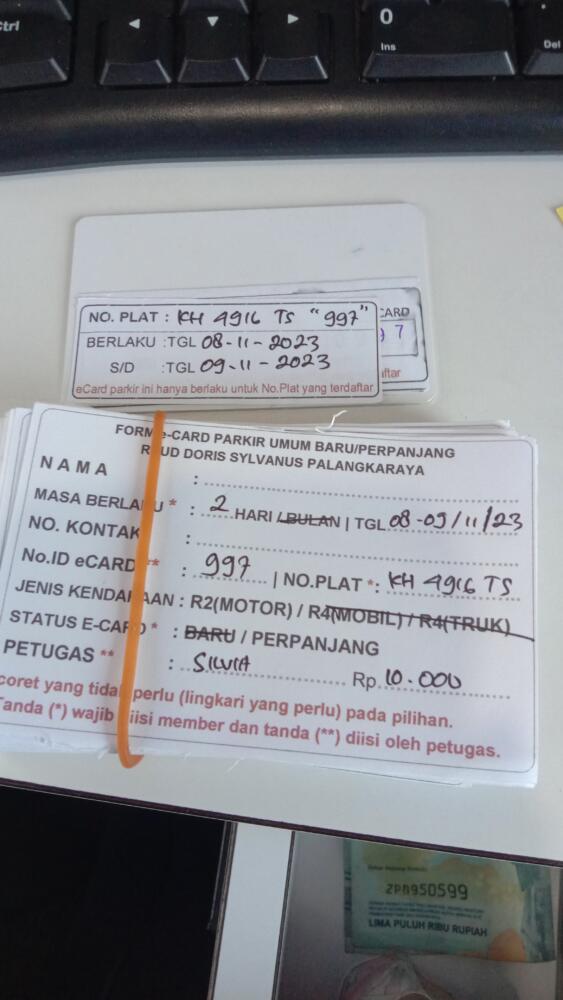 Ctrl
0
Ins
Del
NO. PLAT : KH 4916 TS "997"
BERLAKU :TGL 08-11-2023
S/D :TGL 09-11-2023
eCard parkir ini hanya berlaku untuk No.Plat yang terdaftar
CARD
7
ftar
FORM e-CARD PARKIR UMUM BARU/PERPANJANG
RSUD DORIS SYLVANUS PALANGKARAYA
NAMA :
MASA BERLAKU * : 2 HARI / BULAN | TGL 08-09/11/23
NO. KONTAK :
No.ID eCARD ** : 997 | NO.PLAT *: KH 4916 TS
JENIS KENDARAAN : R2(MOTOR) / R4(MOBIL) / R4(TRUK)
STATUS E-CARD * : BARU / PERPANJANG
PETUGAS ** : SILVIA Rp. 10.000
coret yang tidak perlu (lingkari yang perlu) pada pilihan.
Tanda (*) wajib diisi member dan tanda (**) diisi oleh petugas.
ZPN950599
LIMA PULUH RIBU RUPIAH